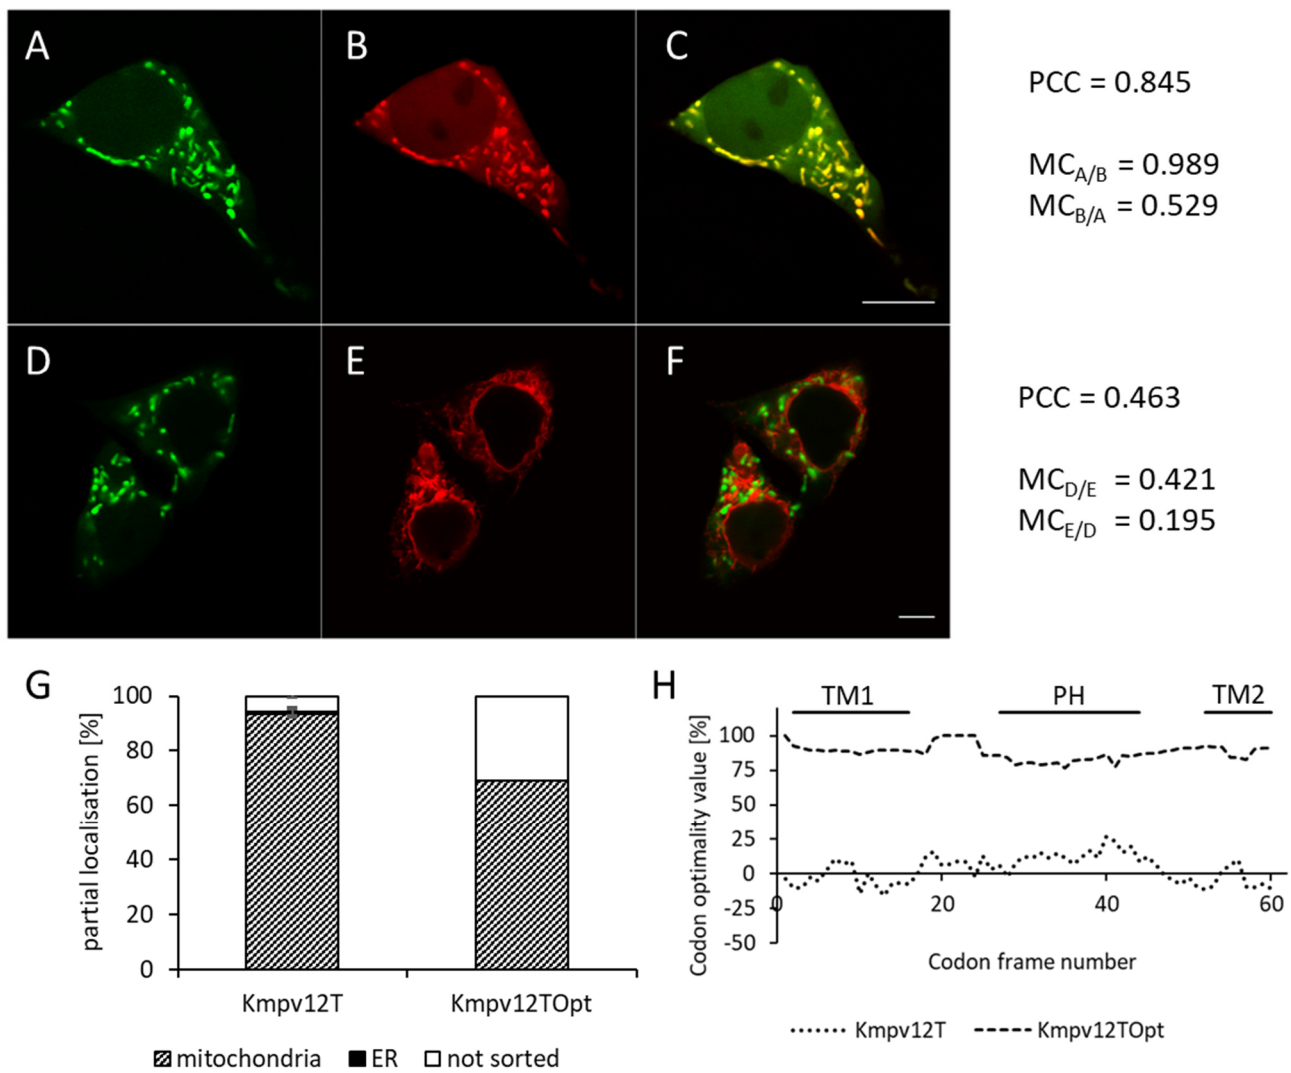 A
B
C
PCC = 0.845
MCA/B = 0.989
MCB/A = 0.529
D
E
F
PCC = 0.463
MCD/E = 0.421
MCE/D = 0.195
G
partial localisation [%]
100
80
60
40
20
0
Kmpv12T
Kmpv12TOpt
mitochondria
ER
not sorted
H
TM1
PH
TM2
Codon optimality value [%]
100
75
50
25
0
-25
-50
0
20
40
60
Codon frame number
Kmpv12T
Kmpv12TOpt